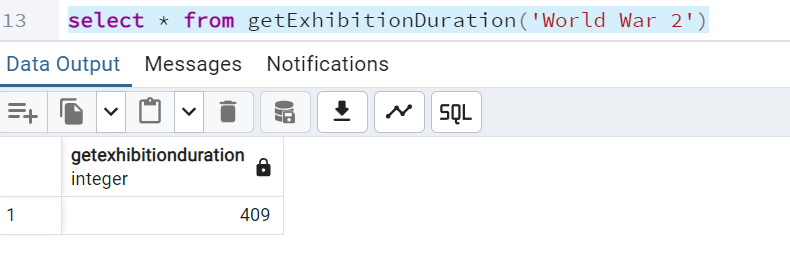 13 select * from getExhibitionDuration('World War 2')
Data Output Messages Notifications
SQL
getexhibitionduration
integer
1 409